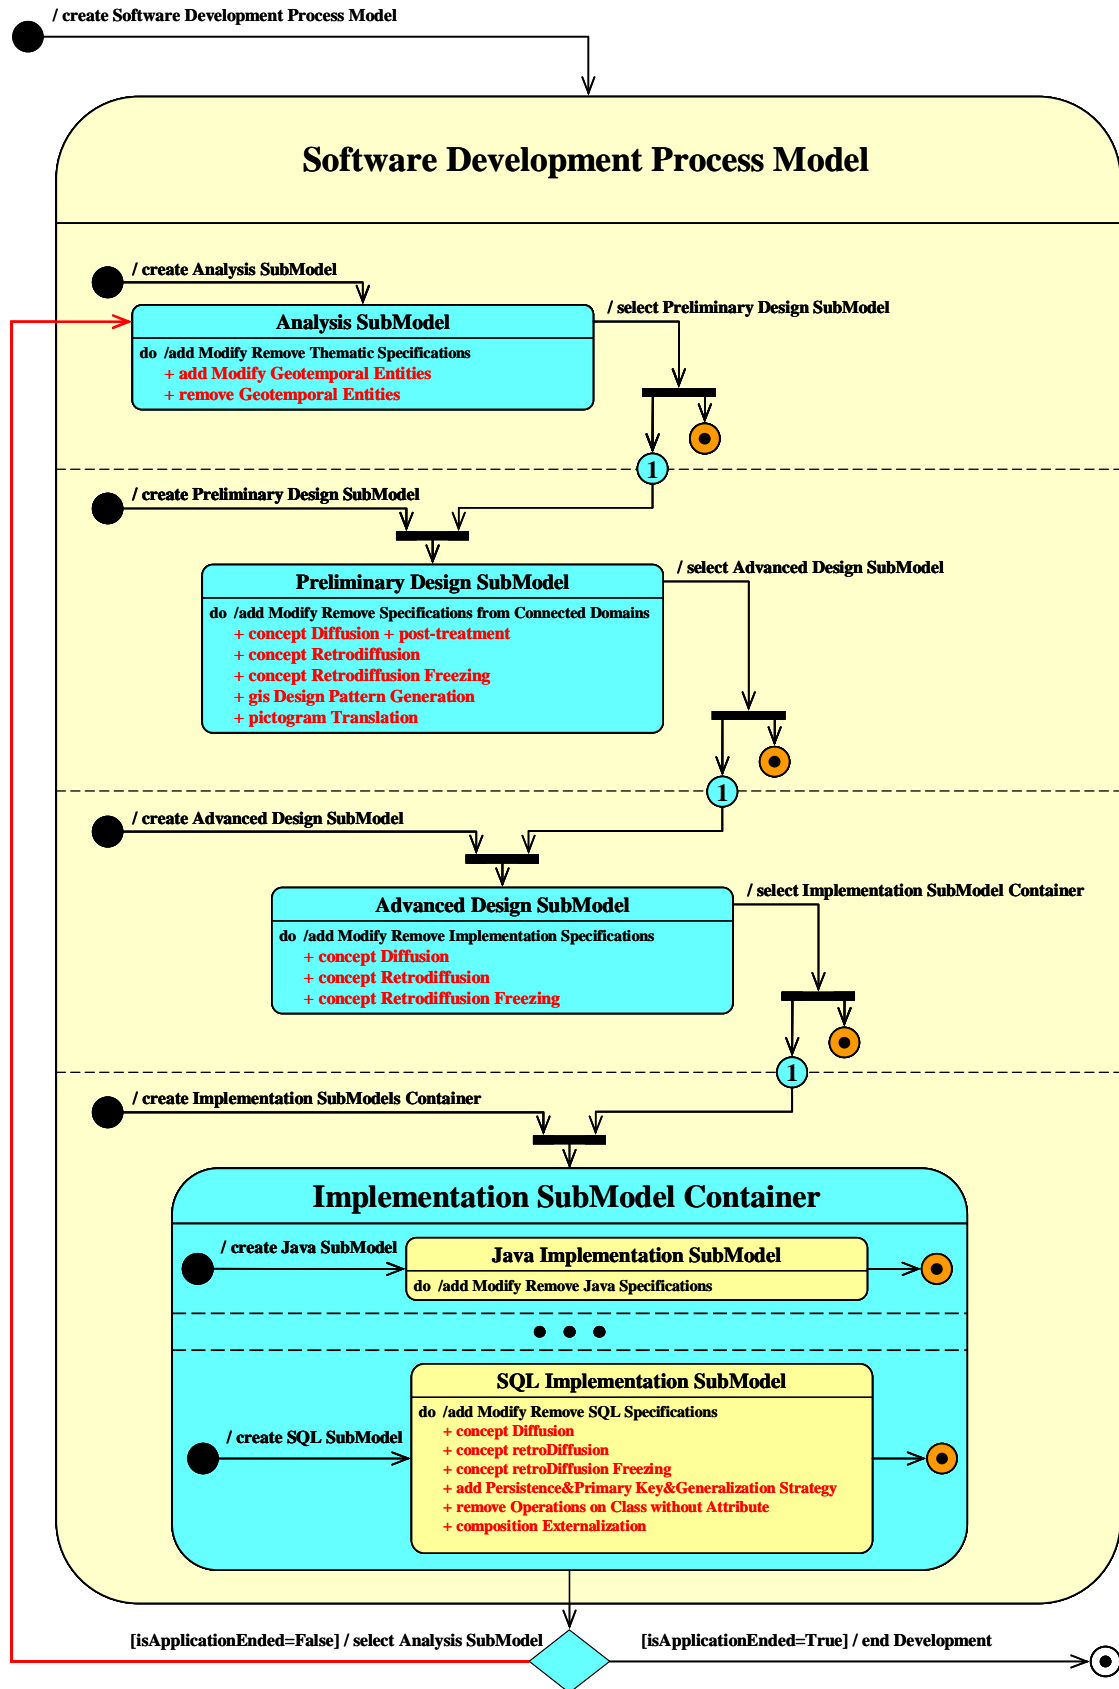 / create Software Development Process Model
Software Development Process Model
/ create Analysis SubModel
Analysis SubModel
/ select Preliminary Design SubModel
do /add Modify Remove Thematic Specifications
+ add Modify Geotemporal Entities
+ remove Geotemporal Entities
1
/ create Preliminary Design SubModel
Preliminary Design SubModel
/ select Advanced Design SubModel
do /add Modify Remove Specifications from Connected Domains
+ concept Diffusion + post-treatment
+ concept Retrodiffusion
+ concept Retrodiffusion Freezing
+ gis Design Pattern Generation
+ pictogram Translation
1
/ create Advanced Design SubModel
Advanced Design SubModel
/ select Implementation SubModel Container
do /add Modify Remove Implementation Specifications
+ concept Diffusion
+ concept Retrodiffusion
+ concept Retrodiffusion Freezing
1
/ create Implementation SubModels Container
Implementation SubModel Container
/ create Java SubModel
Java Implementation SubModel
do /add Modify Remove Java Specifications
SQL Implementation SubModel
do /add Modify Remove SQL Specifications
/ create SQL SubModel
+ concept Diffusion
+ concept retroDiffusion
+ concept retroDiffusion Freezing
+ add Persistence&Primary Key&Generalization Strategy
+ remove Operations on Class without Attribute
+ composition Externalization
[isApplicationEnded=False] / select Analysis SubModel
[isApplicationEnded=True] / end Development